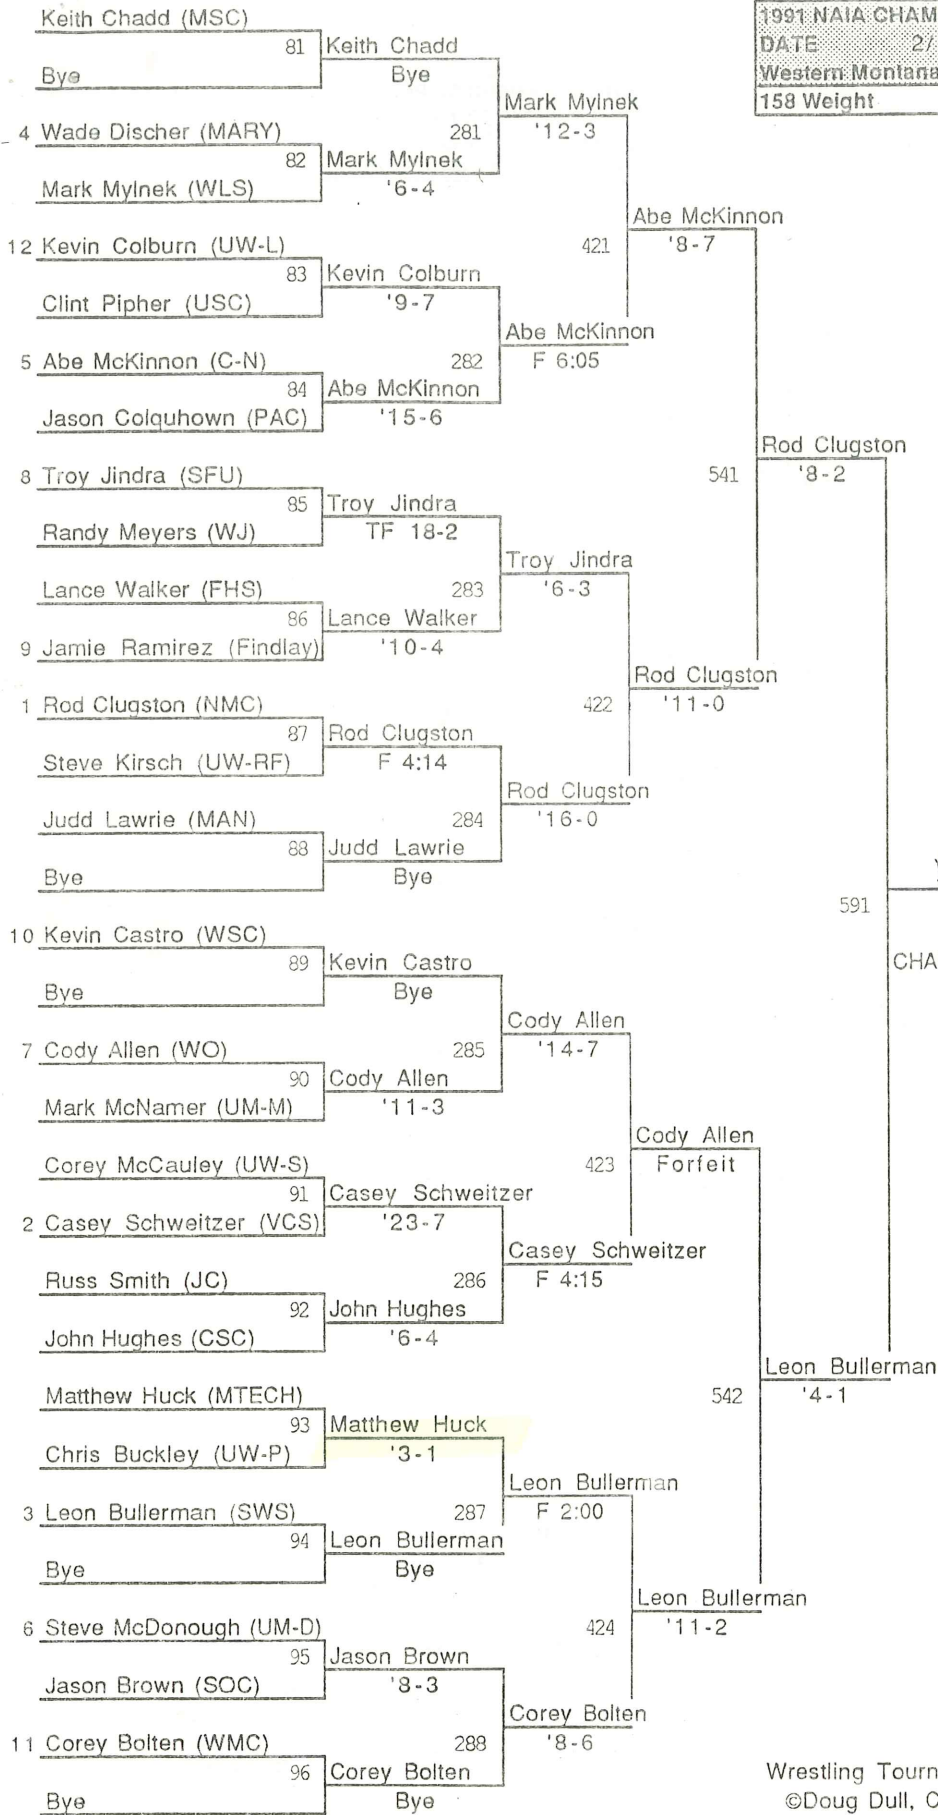 1991 NAIA CHAM
DATE 2/
Western Montana
158 Weight
Keith Chadd (MSC)
81 Keith Chadd
Bye Bye
Mark Mylnek
4 Wade Discher (MARY) 281 '12-3
82 Mark Mylnek
Mark Mylnek (WLS) '6-4
Abe McKinnon
12 Kevin Colburn (UW-L) 421 '8-7
83 Kevin Colburn
Clint Pipher (USC) '9-7
Abe McKinnon
5 Abe McKinnon (C-N) 282 F 6:05
84 Abe McKinnon
Jason Colquhown (PAC) '15-6
Rod Clugston
8 Troy Jindra (SFU) 541 '8-2
85 Troy Jindra
Randy Meyers (WJ) TF 18-2
Troy Jindra
Lance Walker (FHS) 283 '6-3
86 Lance Walker
9 Jamie Ramirez (Findlay) '10-4
Rod Clugston
1 Rod Clugston (NMC) 422 '11-0
87 Rod Clugston
Steve Kirsch (UW-RF) F 4:14
Rod Clugston
Judd Lawrie (MAN) 284 '16-0
88 Judd Lawrie
Bye Bye
591
10 Kevin Castro (WSC)
89 Kevin Castro CHA
Bye Bye
Cody Allen
7 Cody Allen (WO) 285 '14-7
90 Cody Allen
Mark McNamer (UM-M) '11-3
Cody Allen
Corey McCauley (UW-S) 423 Forfeit
91 Casey Schweitzer
2 Casey Schweitzer (VCS) '23-7
Casey Schweitzer
Russ Smith (JC) 286 F 4:15
92 John Hughes
John Hughes (CSC) '6-4
Leon Bullerman
Matthew Huck (MTECH) 542 '4-1
93 Matthew Huck
Chris Buckley (UW-P) '3-1
Leon Bullerman
3 Leon Bullerman (SWS) 287 F 2:00
94 Leon Bullerman
Bye Bye
Leon Bullerman
6 Steve McDonough (UM-D) 424 '11-2
95 Jason Brown
Jason Brown (SOC) '8-3
Corey Bolten
11 Corey Bolten (WMC) 288 '8-6
96 Corey Bolten
Bye Bye
Wrestling Tourn
©Doug Dull, C